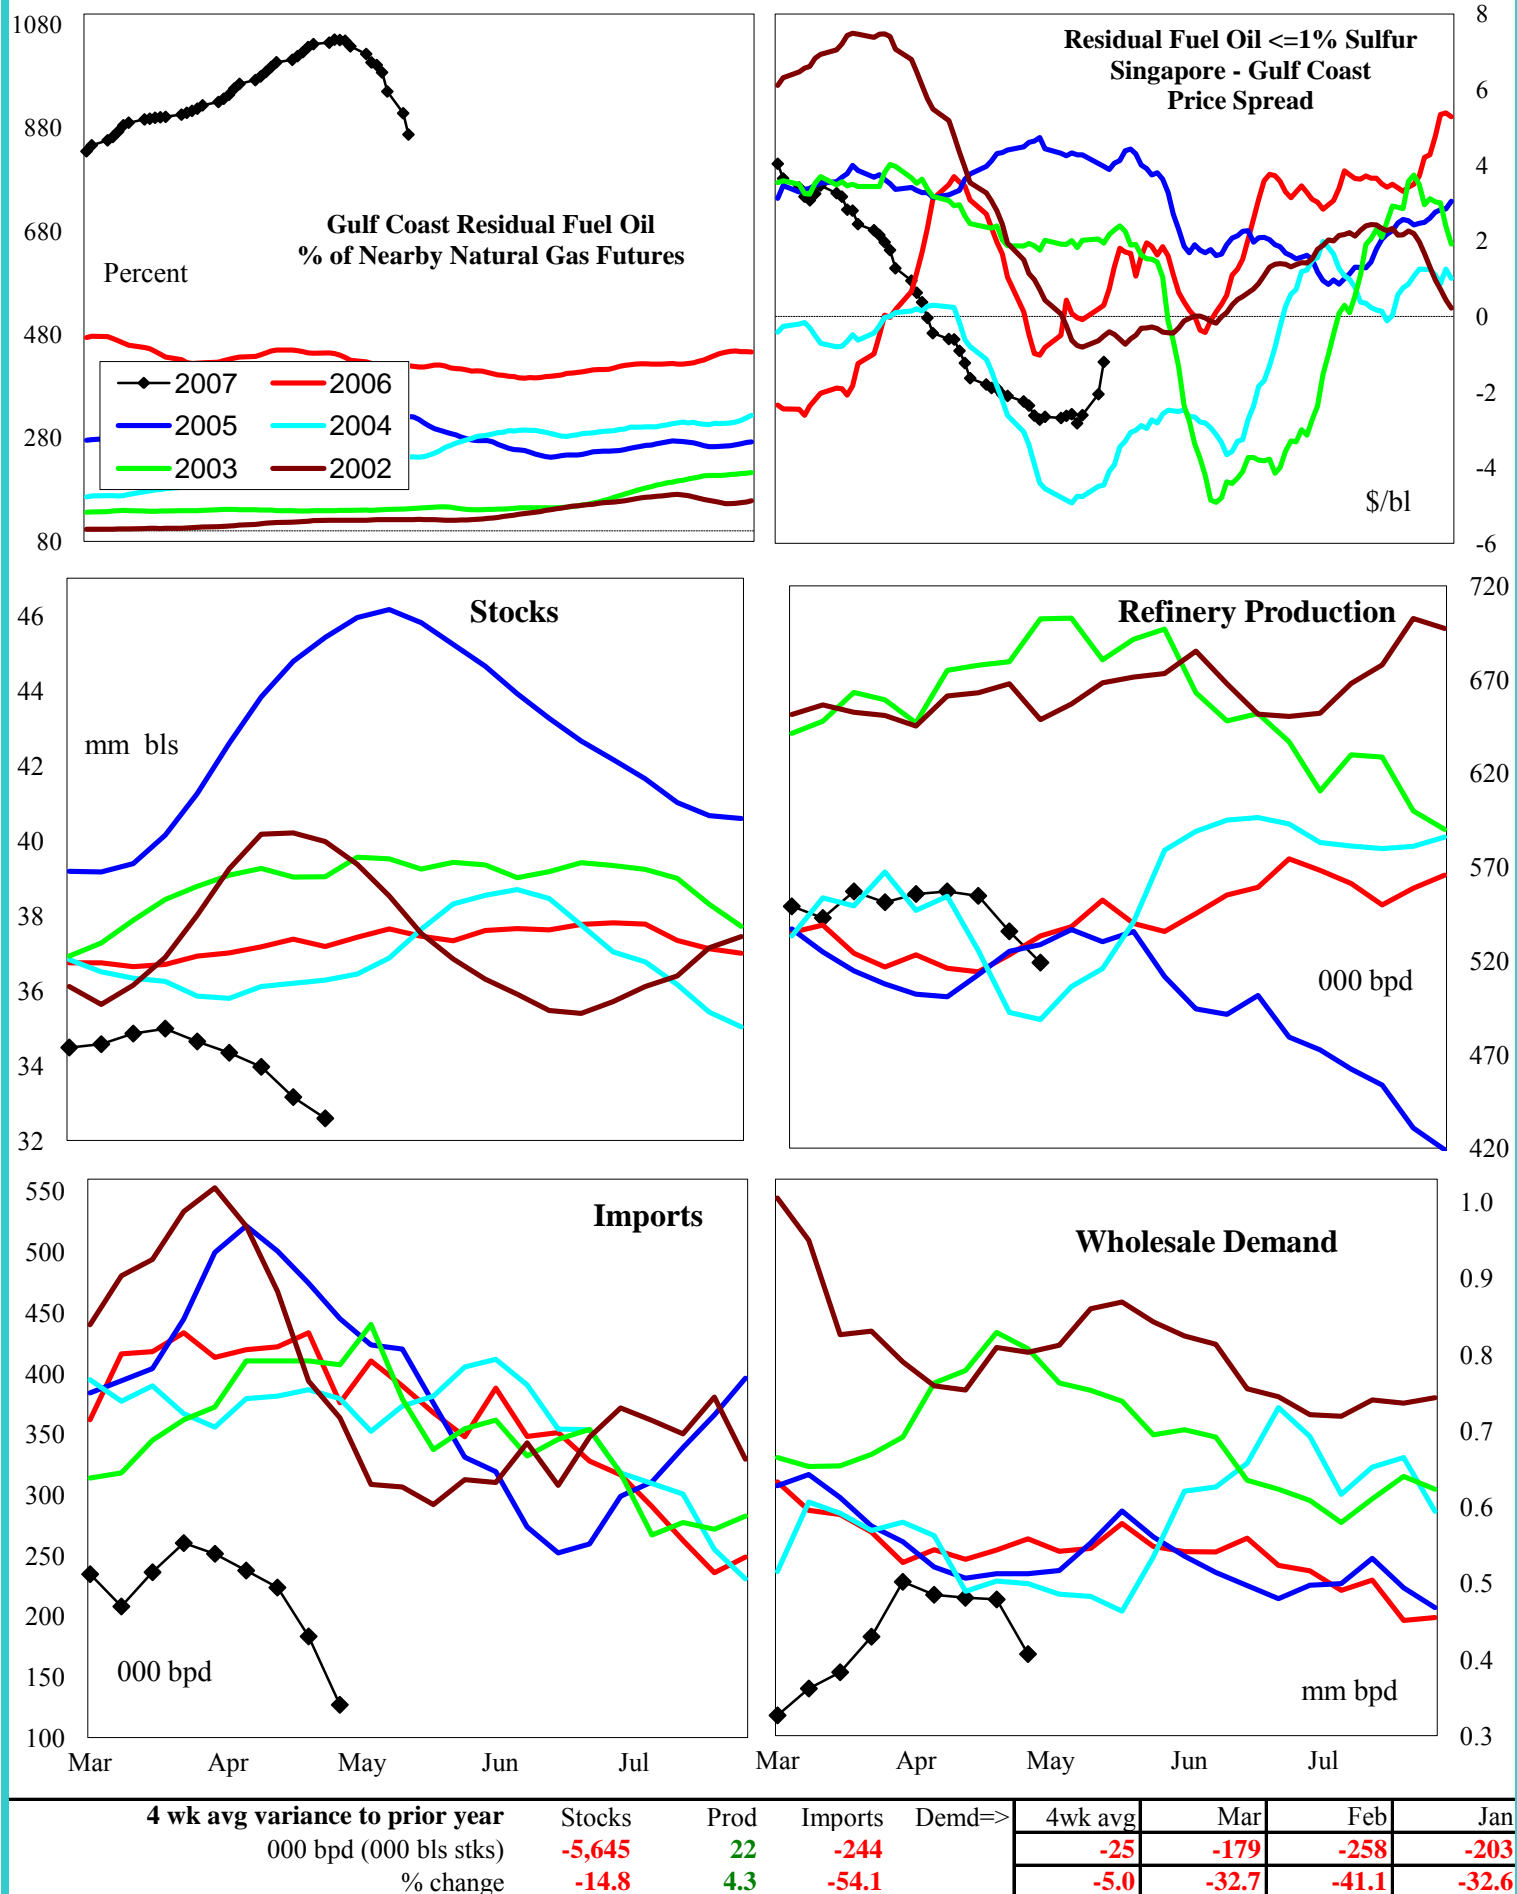 1080
880
680
480
280
80
Gulf Coast Residual Fuel Oil
% of Nearby Natural Gas Futures
Percent
2007
2006
2005
2004
2003
2002
Residual Fuel Oil <=1% Sulfur
Singapore - Gulf Coast
Price Spread
$/bl
8
6
4
2
0
-2
-4
-6
Stocks
mm bls
46
44
42
40
38
36
34
32
Refinery Production
000 bpd
720
670
620
570
520
470
420
Imports
000 bpd
550
500
450
400
350
300
250
200
150
100
Mar Apr May Jun Jul
Wholesale Demand
mm bpd
1.0
0.9
0.8
0.7
0.6
0.5
0.4
0.3
Mar Apr May Jun Jul
4 wk avg variance to prior year Stocks Prod Imports Demd=> 4wk avg Mar Feb Jan
000 bpd (000 bls stks) -5,645 22 -244 -25 -179 -258 -203
% change -14.8 4.3 -54.1 -5.0 -32.7 -41.1 -32.6